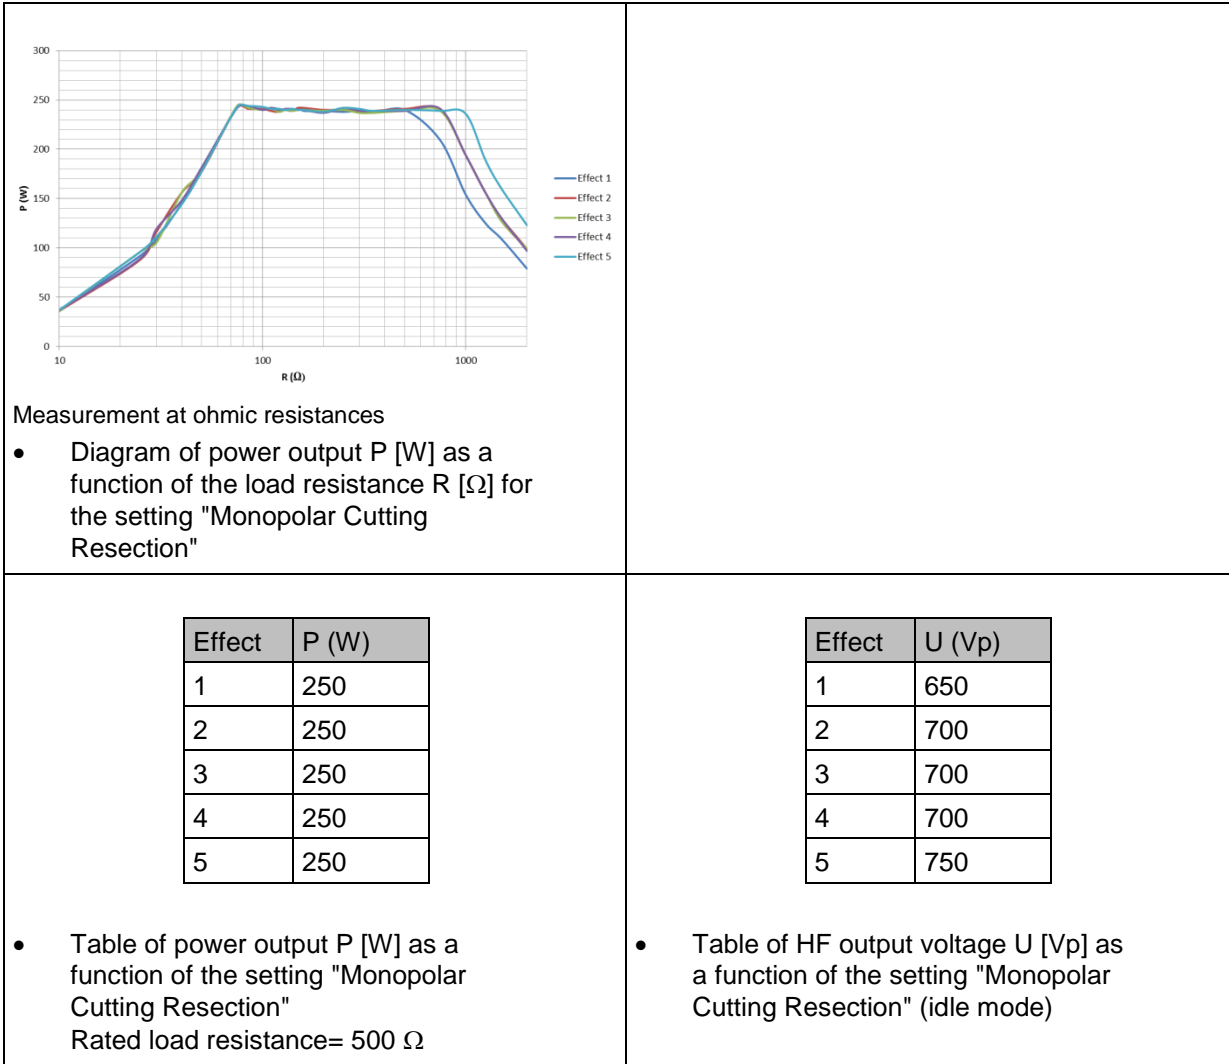 300
250
200
150
100
50
0
P (W)
10
100
1000
R (Ω)
Effect 1
Effect 2
Effect 3
Effect 4
Effect 5
Measurement at ohmic resistances
• Diagram of power output P [W] as a
function of the load resistance R [Ω] for
the setting "Monopolar Cutting
Resection"
Effect P (W)
1 250
2 250
3 250
4 250
5 250
• Table of power output P [W] as a
function of the setting "Monopolar
Cutting Resection"
Rated load resistance= 500 Ω
Effect U (Vp)
1 650
2 700
3 700
4 700
5 750
• Table of HF output voltage U [Vp] as
a function of the setting "Monopolar
Cutting Resection" (idle mode)